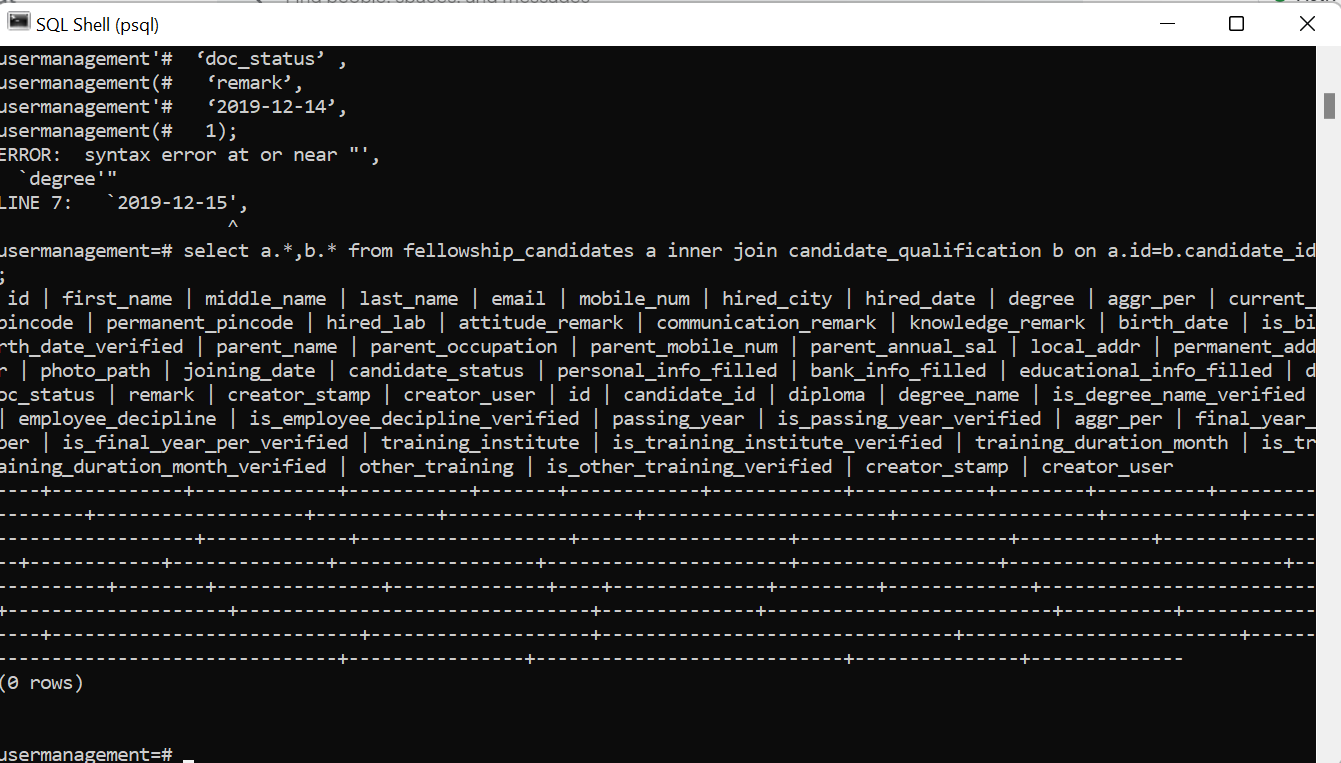 SQL Shell (psql)
usermanagement'#  ‘doc_status’ ,
usermanagement(#   ‘remark’,
usermanagement'#   ‘2019-12-14’,
usermanagement(#   1);
ERROR:  syntax error at or near "',
  `degree'"
LINE 7:   `2019-12-15',
                   ^
usermanagement=# select a.*,b.* from fellowship_candidates a inner join candidate_qualification b on a.id=b.candidate_id
;
 id | first_name | middle_name | last_name | email | mobile_num | hired_city | hired_date | degree | aggr_per | current_
pincode | permanent_pincode | hired_lab | attitude_remark | communication_remark | knowledge_remark | birth_date | is_bi
rth_date_verified | parent_name | parent_occupation | parent_mobile_num | parent_annual_sal | local_addr | permanent_add
r | photo_path | joining_date | candidate_status | personal_info_filled | bank_info_filled | educational_info_filled | d
oc_status | remark | creator_stamp | creator_user | id | candidate_id | diploma | degree_name | is_degree_name_verified
| employee_decipline | is_employee_decipline_verified | passing_year | is_passing_year_verified | aggr_per | final_year_
per | is_final_year_per_verified | training_institute | is_training_institute_verified | training_duration_month | is_tr
aining_duration_month_verified | other_training | is_other_training_verified | creator_stamp | creator_user
(0 rows)
usermanagement=#